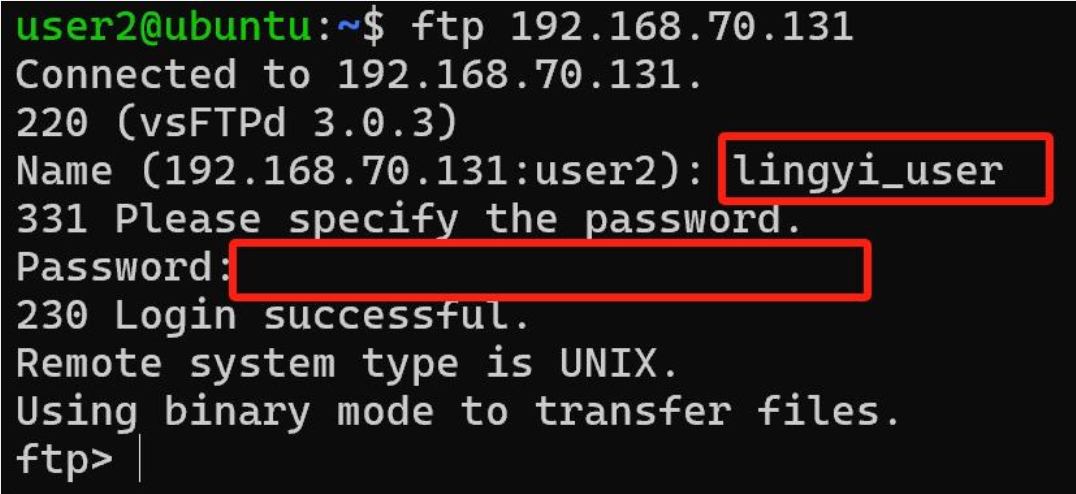 user2@ubuntu:~$ ftp 192.168.70.131
Connected to 192.168.70.131.
220 (vsFTPd 3.0.3)
Name (192.168.70.131:user2): lingyi_user
331 Please specify the password.
Password:
230 Login successful.
Remote system type is UNIX.
Using binary mode to transfer files.
ftp>